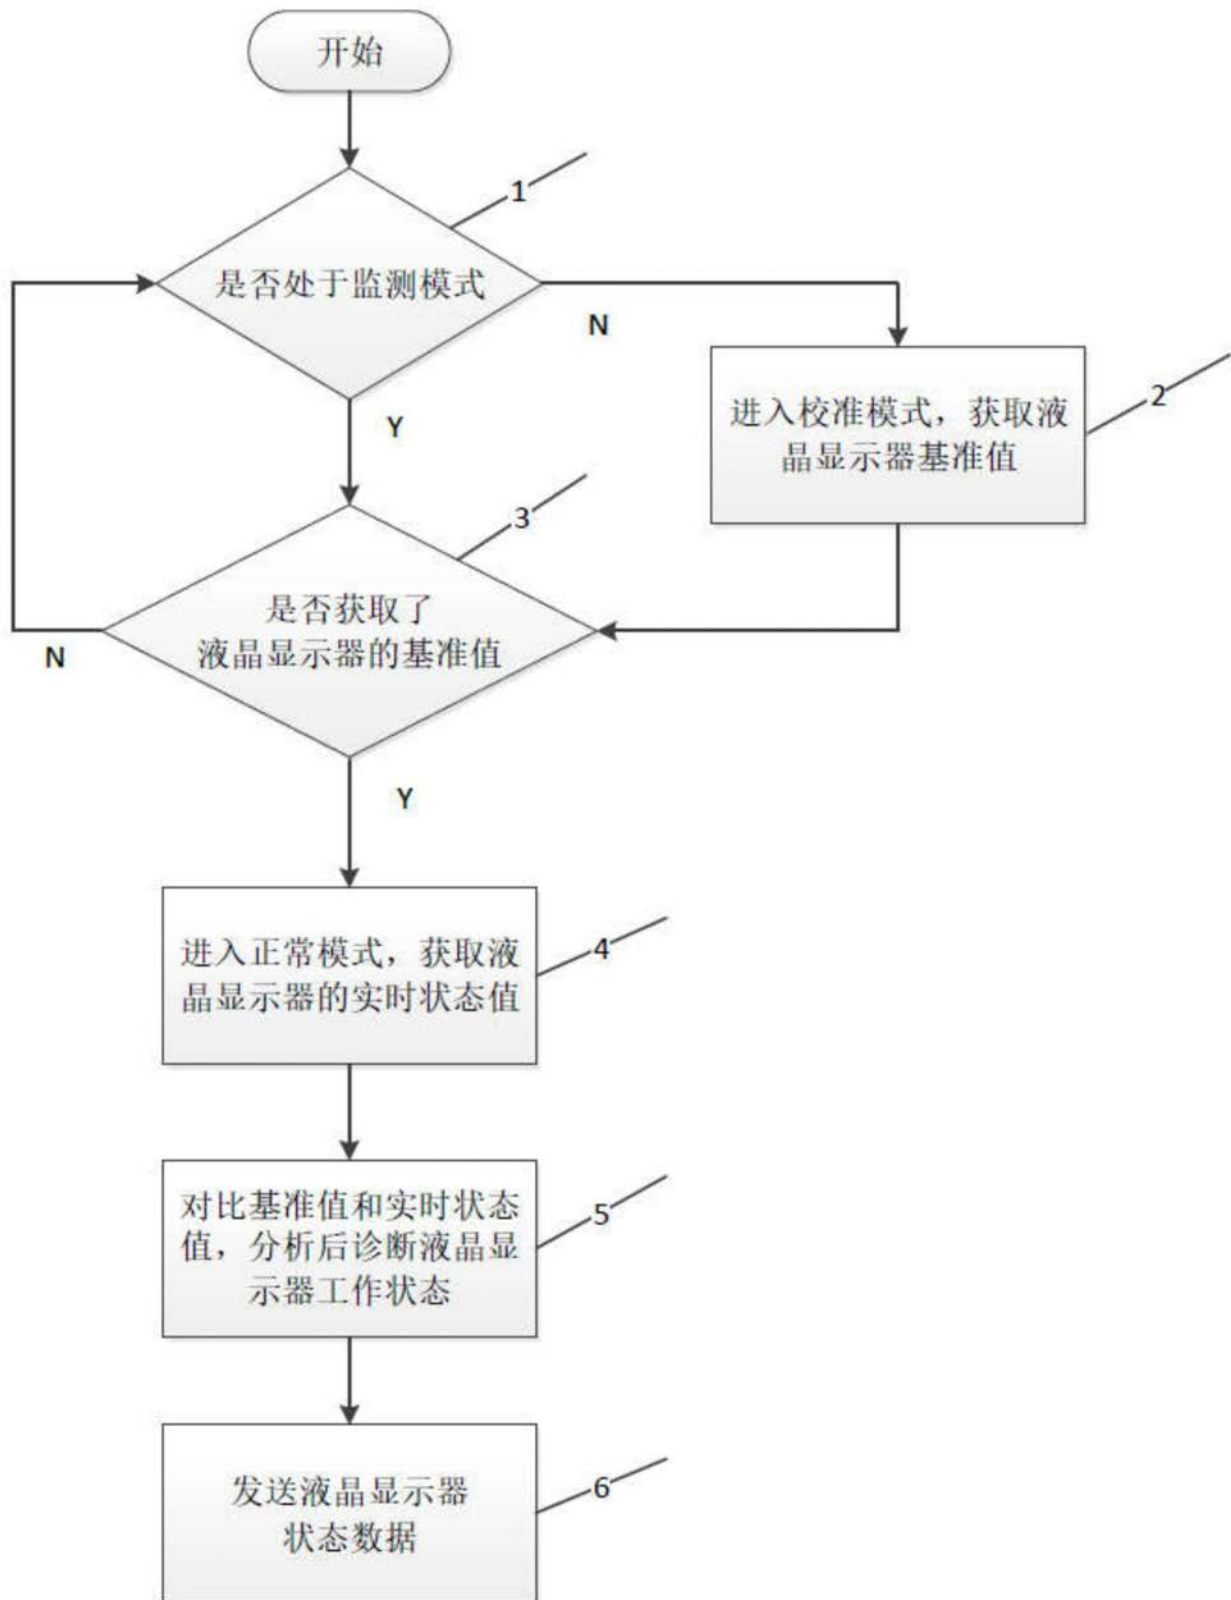 开始
1
是否处于监测模式
N
2
进入校准模式，获取液
晶显示器基准值
Y
3
是否获取了
液晶显示器的基准值
N
Y
4
进入正常模式，获取液
晶显示器的实时状态值
5
对比基准值和实时状态
值，分析后诊断液晶显
示器工作状态
6
发送液晶显示器
状态数据